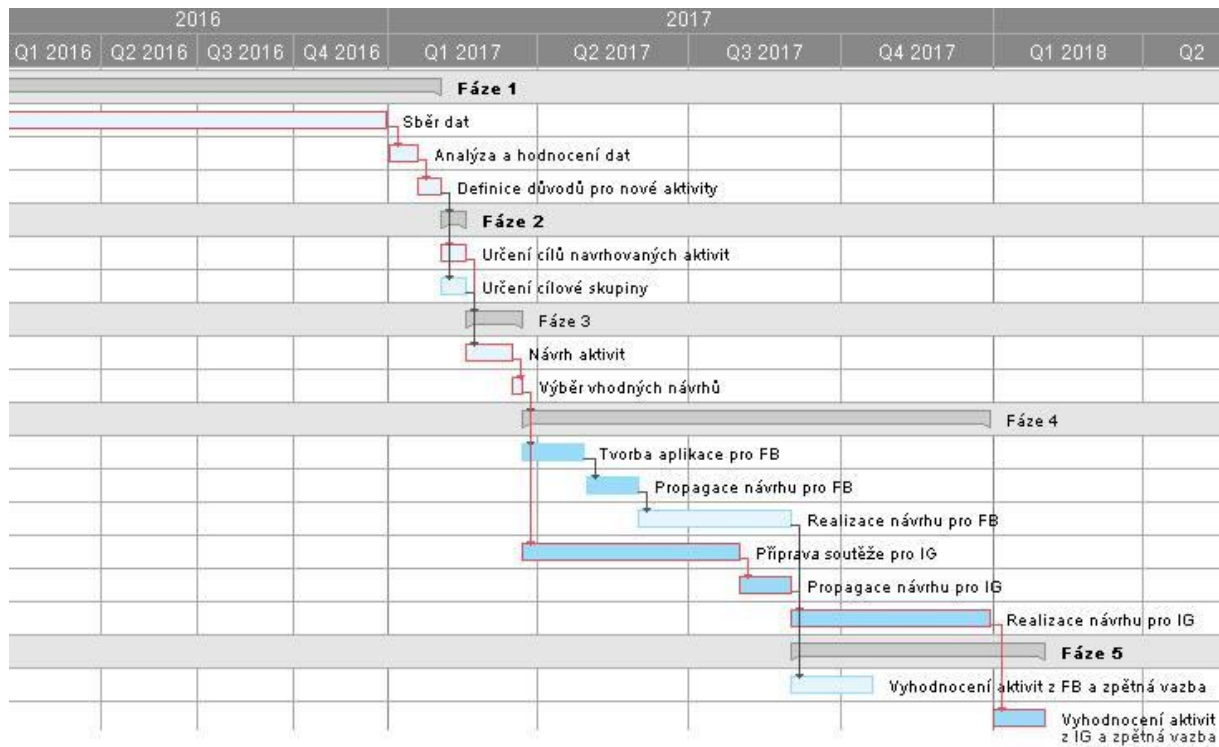 2016 2017
Q1 2016 Q2 2016 Q3 2016 Q4 2016 Q1 2017 Q2 2017 Q3 2017 Q4 2017 Q1 2018 Q2
Fáze 1
Sběr dat
Analýza a hodnocení dat
Definice důvodů pro nové aktivity
Fáze 2
Určení cílů navrhovaných aktivit
Určení cílové skupiny
Fáze 3
Návrh aktivit
Výběr vhodných návrhů
Fáze 4
Tvorba aplikace pro FB
Propagace návrhu pro FB
Realizace návrhu pro FB
Příprava soutěže pro IG
Propagace návrhu pro IG
Realizace návrhu pro IG
Fáze 5
Vyhodnocení aktivit z FB a zpětná vazba
Vyhodnocení aktivit
z IG a zpětná vazba